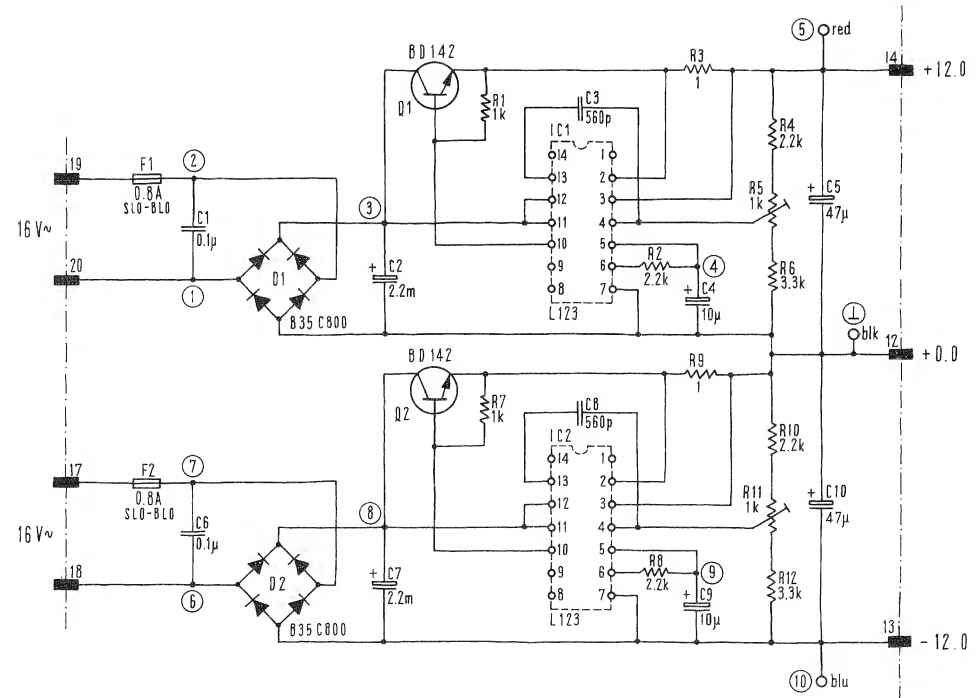 ⑤ red
BD142
R3
1
14
+12.0
Q1
R1
1k
C3
560p
IC1
R4
2.2k
19
F1
②
0.8A
SLO-BLO
14
13
12
11
10
9
8
1
2
3
4
5
6
7
R5
1k
+
C5
47µ
16V~
C1
0.1µ
③
20
①
D1
B35 C800
+
C2
2.2m
R2
2.2k
④
+
C4
10µ
R6
3.3k
L123
⊥
blk
12
+0.0
BD142
R9
1
Q2
R7
1k
C8
560p
IC2
R10
2.2k
17
F2
⑦
0.8A
SLO-BLO
14
13
12
11
10
9
8
1
2
3
4
5
6
7
R11
1k
+
C10
47µ
16V~
C6
0.1µ
⑧
18
⑥
D2
B35 C800
+
C7
2.2m
R8
2.2k
⑨
+
C9
10µ
R12
3.3k
L123
13
-12.0
⑩ blu